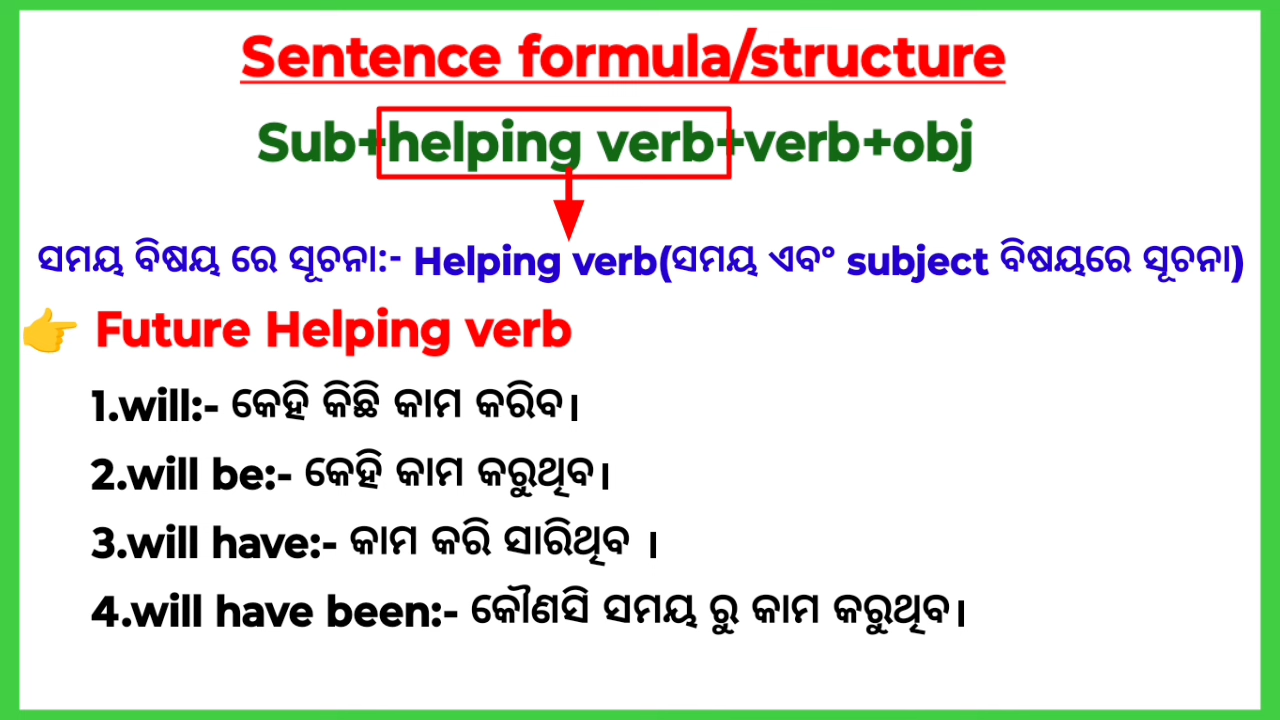 Sentence formula/structure
Sub+helping verb+verb+obj
ସମୟ ବିଷୟ ରେ ସୂଚନା:- Helping verb(ସମୟ ଏବଂ subject ବିଷୟରେ ସୂଚନା)
👉 Future Helping verb
1.will:- କେହି କିଛି କାମ କରିବ।
2.will be:- କେହି କାମ କରୁଥିବ।
3.will have:- କାମ କରି ସାରିଥିବ ।
4.will have been:- କୌଣସି ସମୟ ରୁ କାମ କରୁଥିବ।